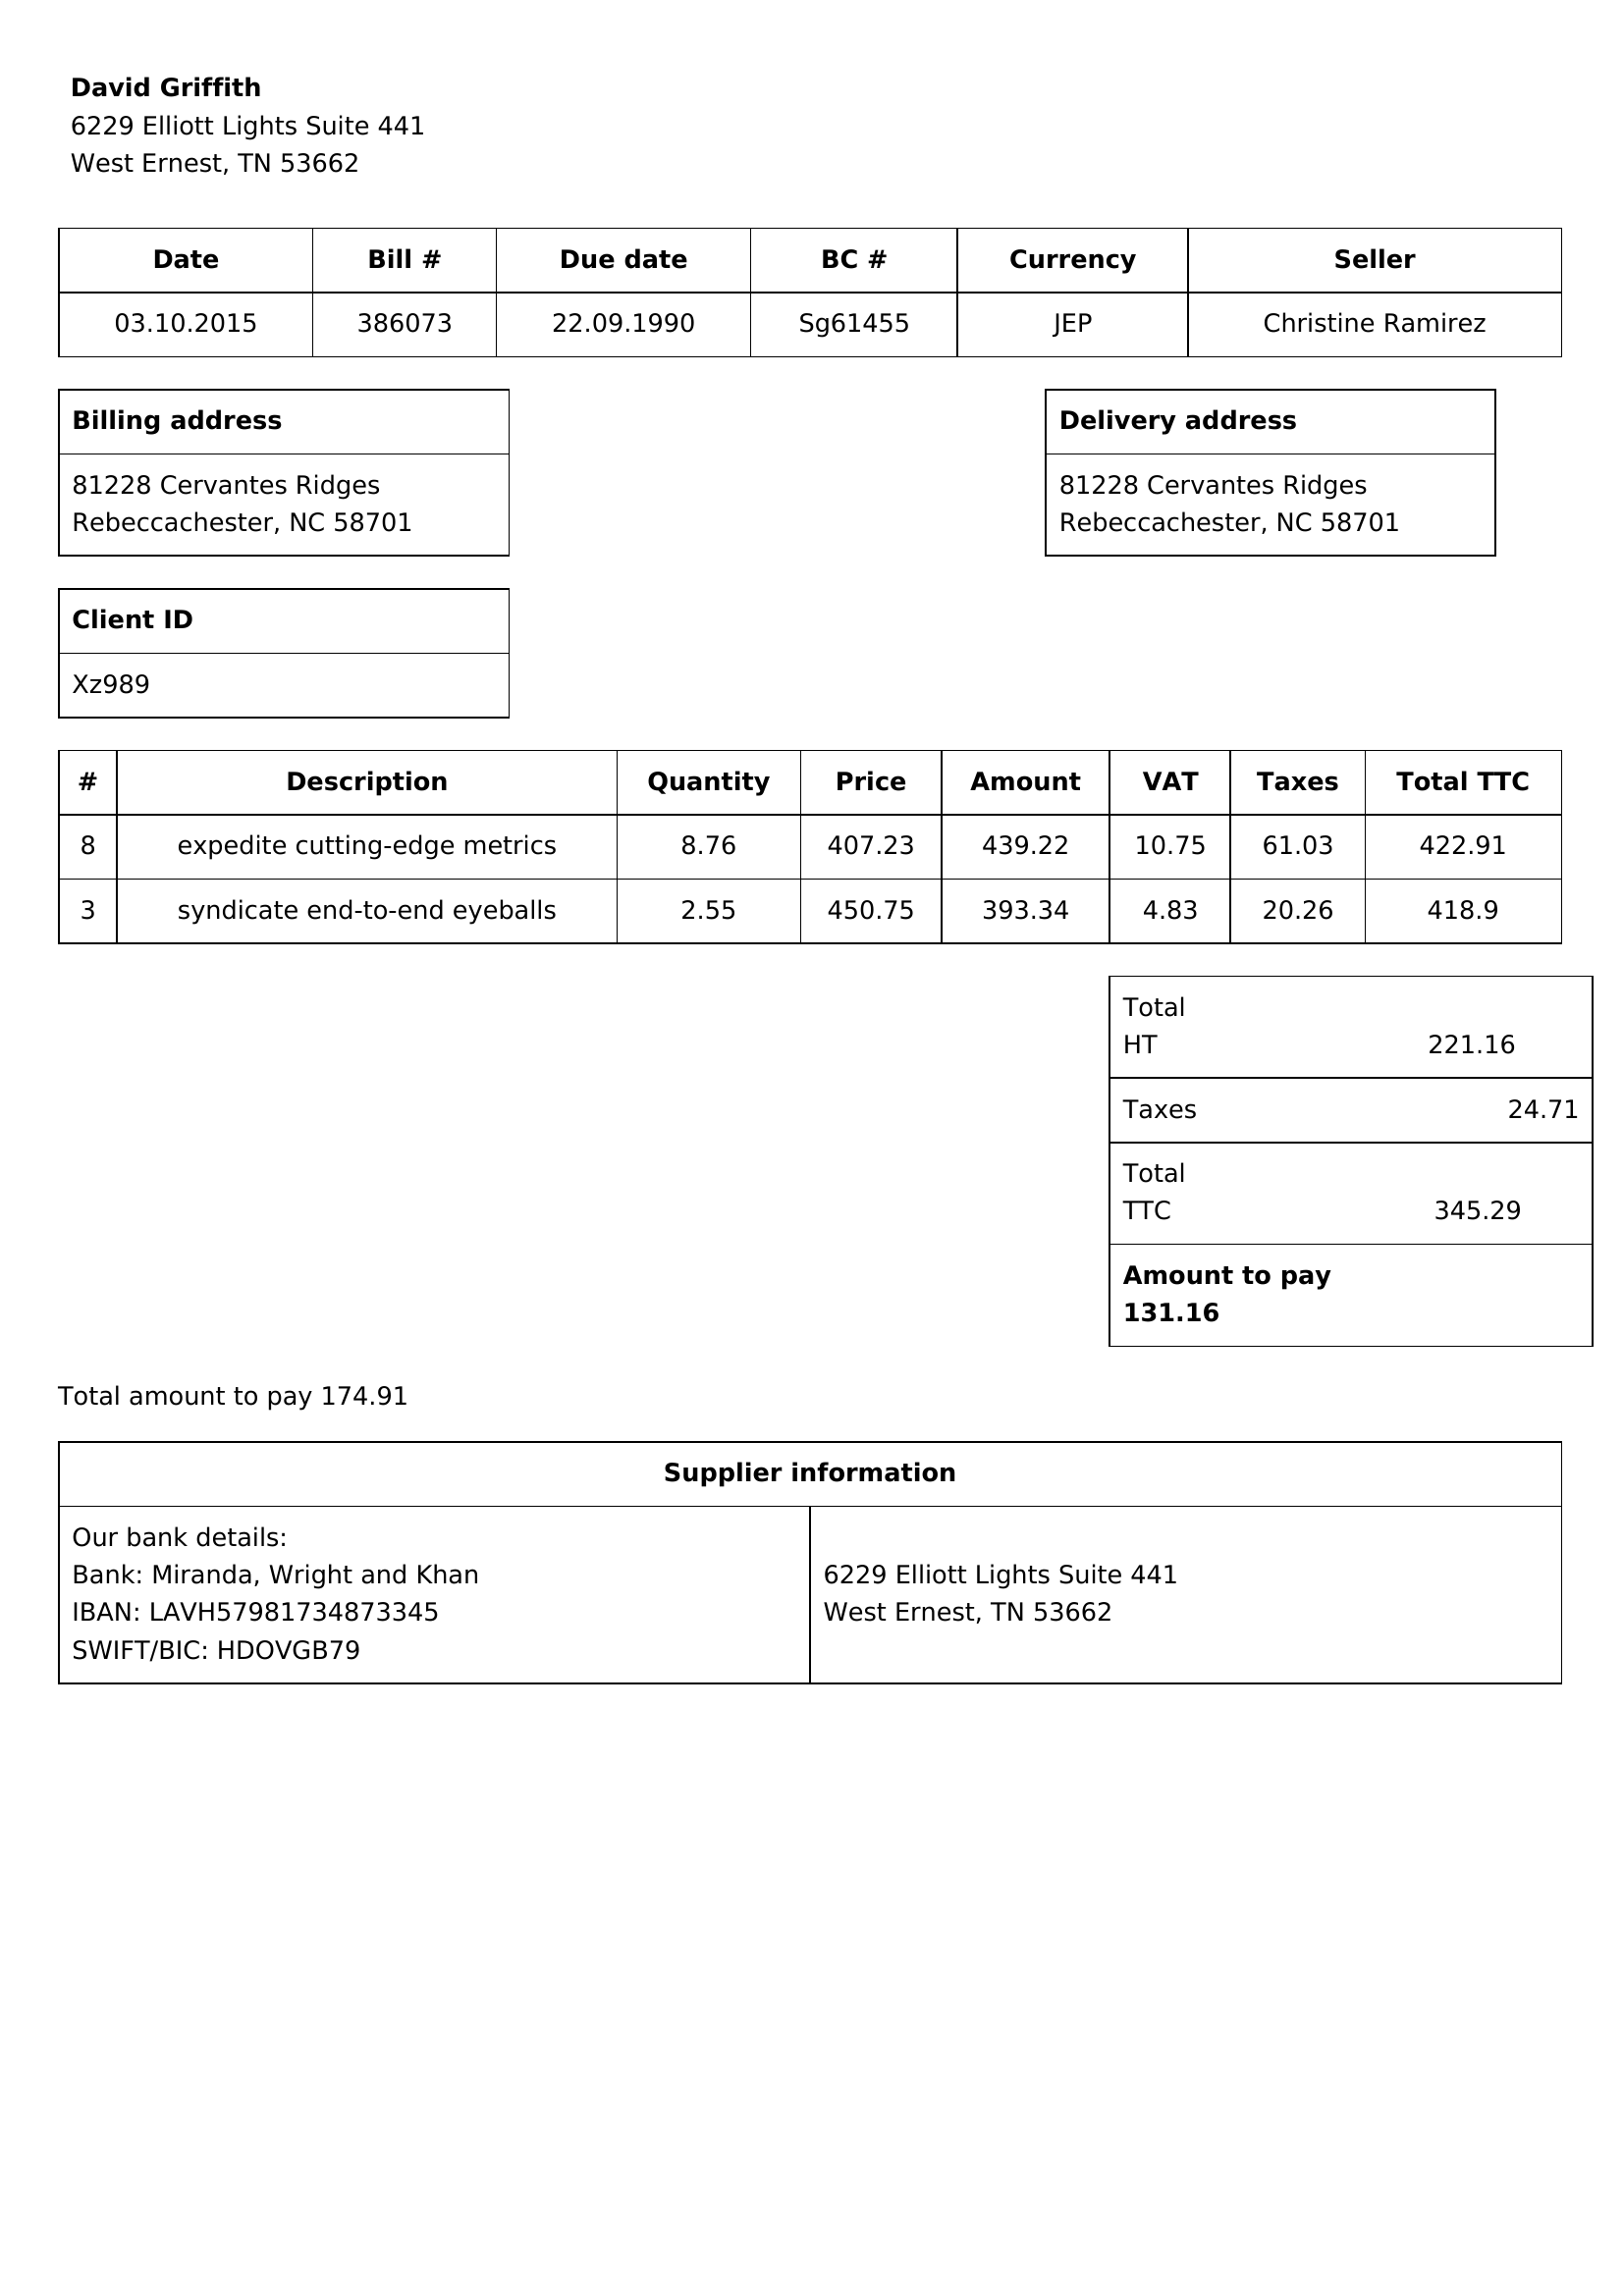 David Griffith
6229 Elliott Lights Suite 441
West Ernest, TN 53662
Date Bill # Due date BC # Currency Seller
03.10.2015 386073 22.09.1990 Sg61455 JEP Christine Ramirez
Billing address
81228 Cervantes Ridges
Rebeccachester, NC 58701
Delivery address
81228 Cervantes Ridges
Rebeccachester, NC 58701
Client ID
Xz989
# Description Quantity Price Amount VAT Taxes Total TTC
8 expedite cutting-edge metrics 8.76 407.23 439.22 10.75 61.03 422.91
3 syndicate end-to-end eyeballs 2.55 450.75 393.34 4.83 20.26 418.9
Total
HT 221.16
Taxes 24.71
Total
TTC 345.29
Amount to pay
131.16
Total amount to pay 174.91
Supplier information
Our bank details:
Bank: Miranda, Wright and Khan
IBAN: LAVH57981734873345
SWIFT/BIC: HDOVGB79
6229 Elliott Lights Suite 441
West Ernest, TN 53662